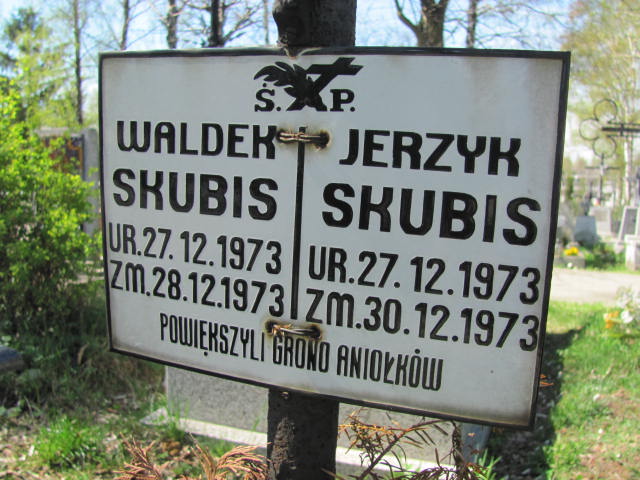 Ś. P.
WALDEK
SKUBIS
UR.27.12.1973
ZM.28.12.1973
JERZYK
SKUBIS
UR.27.12.1973
ZM.30.12.1973
POWIĘKSZYLI GRONO ANIOŁKÓW